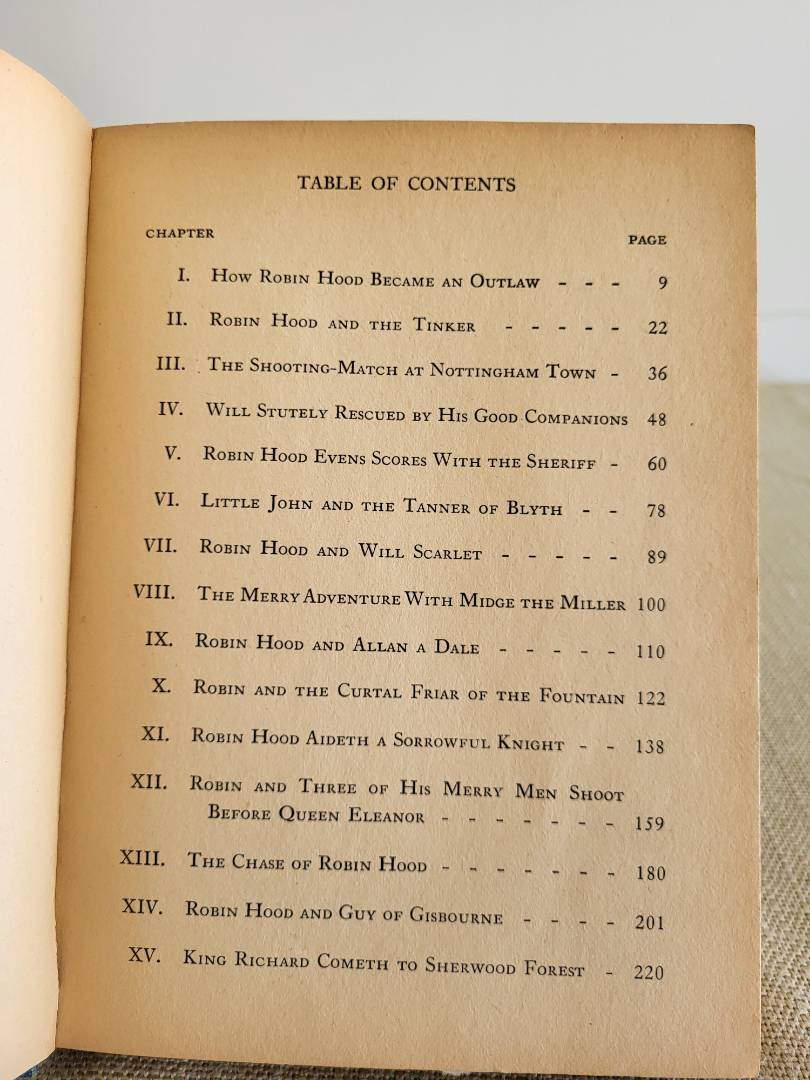 TABLE OF CONTENTS
CHAPTER PAGE
I. How Robin Hood Became an Outlaw - - - 9
II. Robin Hood and the Tinker - - - - - 22
III. The Shooting-Match at Nottingham Town - 36
IV. Will Stutely Rescued by His Good Companions 48
V. Robin Hood Evens Scores With the Sheriff - 60
VI. Little John and the Tanner of Blyth - - 78
VII. Robin Hood and Will Scarlet - - - - - 89
VIII. The Merry Adventure With Midge the Miller 100
IX. Robin Hood and Allan a Dale - - - - - 110
X. Robin and the Curtal Friar of the Fountain 122
XI. Robin Hood Aideth a Sorrowful Knight - - 138
XII. Robin and Three of His Merry Men Shoot
Before Queen Eleanor - - - - - - - 159
XIII. The Chase of Robin Hood - - - - - - - 180
XIV. Robin Hood and Guy of Gisbourne - - - - 201
XV. King Richard Cometh to Sherwood Forest - 220